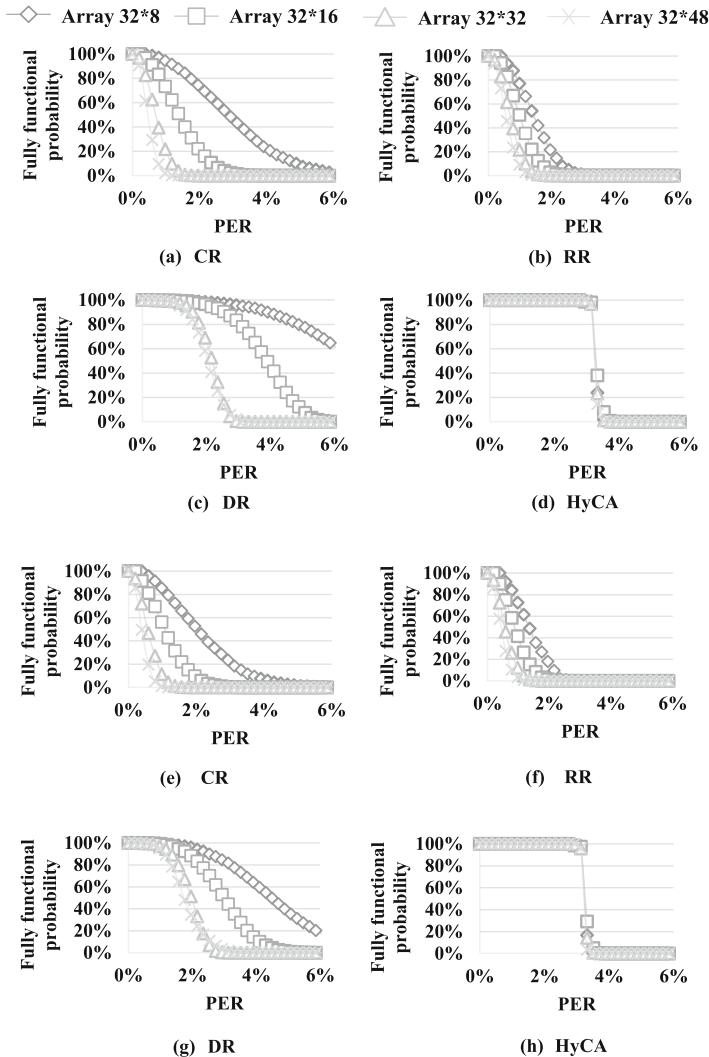 Array 32*8 Array 32*16 Array 32*32 Array 32*48
Fully functional
probability
100%
80%
60%
40%
20%
0%
0% 2% 4% 6%
PER
(a) CR
Fully functional
probability
100%
80%
60%
40%
20%
0%
0% 2% 4% 6%
PER
(b) RR
Fully functional
probability
100%
80%
60%
40%
20%
0%
0% 2% 4% 6%
PER
(c) DR
Fully functional
probability
100%
80%
60%
40%
20%
0%
0% 2% 4% 6%
PER
(d) HyCA
Fully functional
probability
100%
80%
60%
40%
20%
0%
0% 2% 4% 6%
PER
(e) CR
Fully functional
probability
100%
80%
60%
40%
20%
0%
0% 2% 4% 6%
PER
(f) RR
Fully functional
probability
100%
80%
60%
40%
20%
0%
0% 2% 4% 6%
PER
(g) DR
Fully functional
probability
100%
80%
60%
40%
20%
0%
0% 2% 4% 6%
PER
(h) HyCA